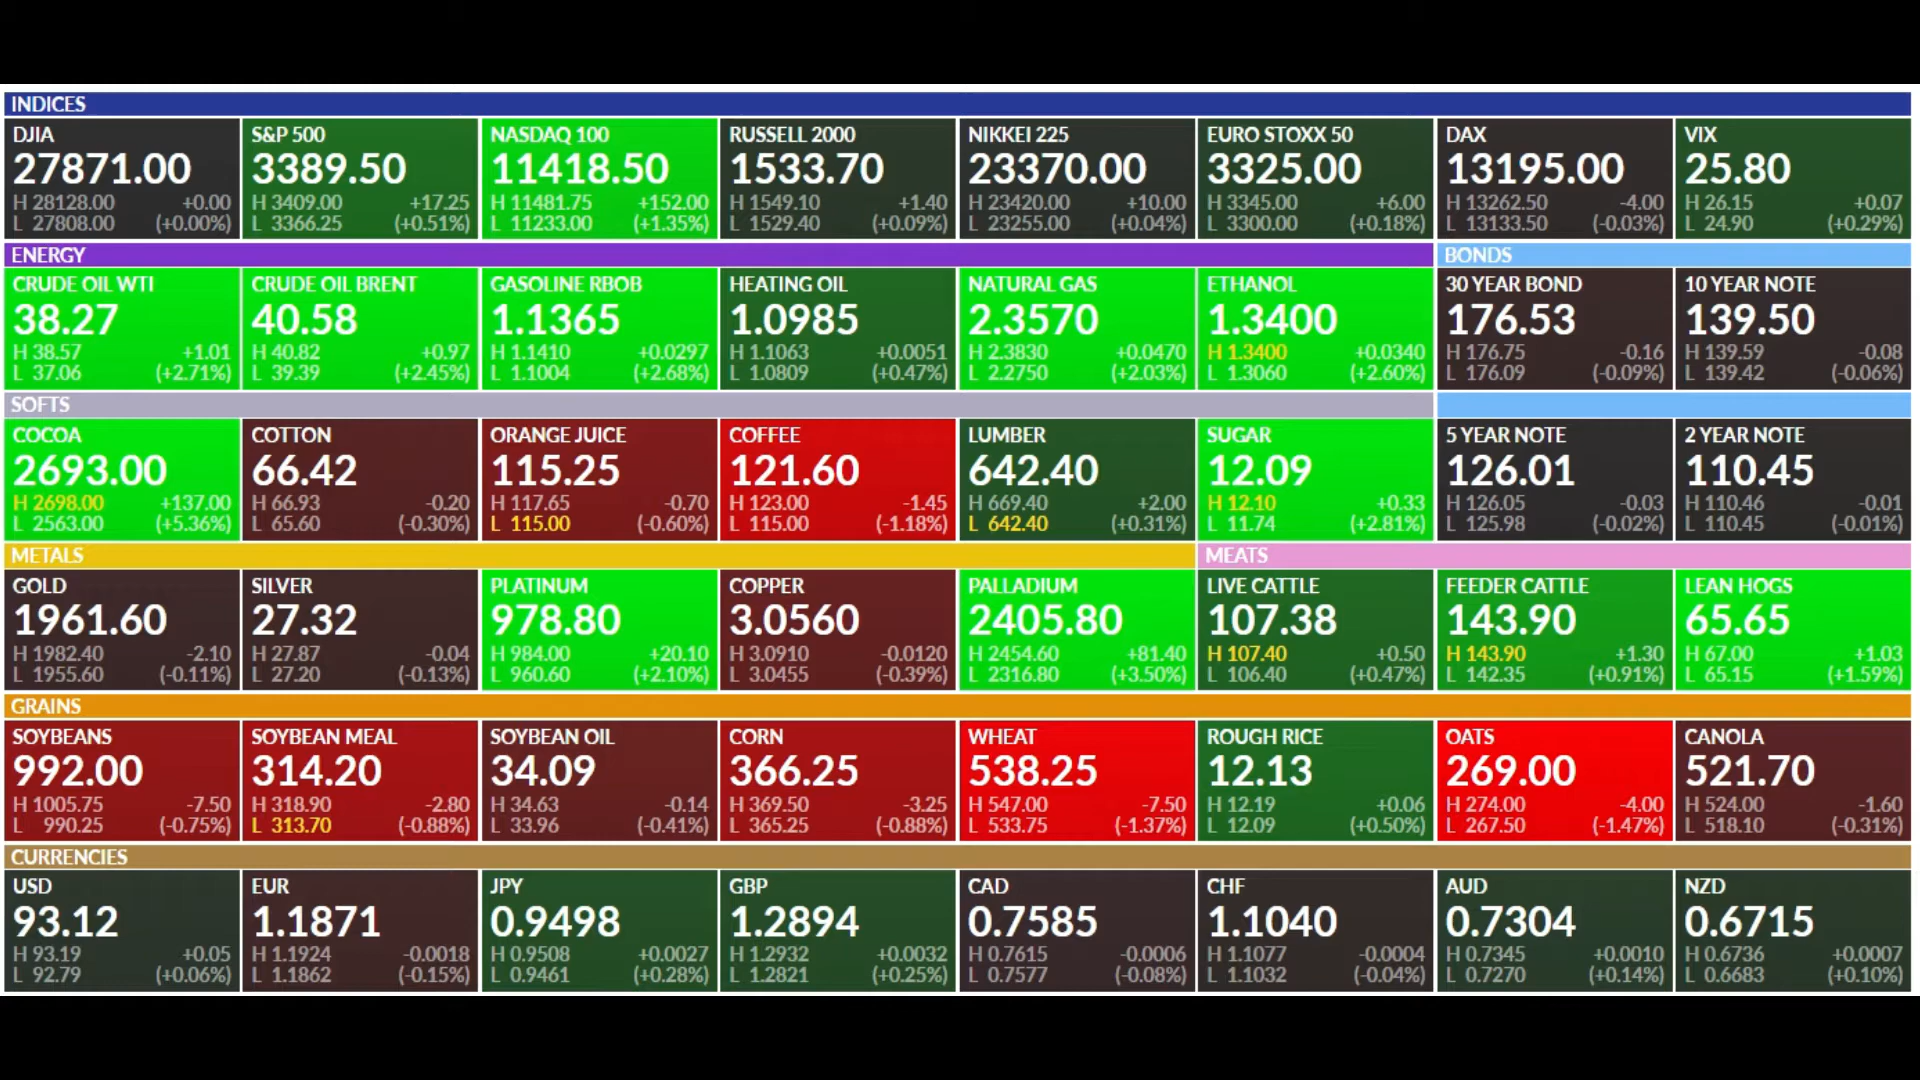 INDICES
DJIA S&P 500 NASDAQ 100 RUSSELL 2000 NIKKEI 225 EURO STOXX 50 DAX VIX
27871.00 3389.50 11418.50 1533.70 23370.00 3325.00 13195.00 25.80
H 28128.00 +0.00 H 3409.00 +17.25 H 11481.75 +152.00 H 1549.10 +1.40 H 23420.00 +10.00 H 3345.00 +6.00 H 13262.50 -4.00 H 26.15 +0.07
L 27808.00 (+0.00%) L 3366.25 (+0.51%) L 11233.00 (+1.35%) L 1529.40 (+0.09%) L 23255.00 (+0.04%) L 3300.00 (+0.18%) L 13133.50 (-0.03%) L 24.90 (+0.29%)
ENERGY BONDS
CRUDE OIL WTI CRUDE OIL BRENT GASOLINE RBOB HEATING OIL NATURAL GAS ETHANOL 30 YEAR BOND 10 YEAR NOTE
38.27 40.58 1.1365 1.0985 2.3570 1.3400 176.53 139.50
H 38.57 +1.01 H 40.82 +0.97 H 1.1410 +0.0297 H 1.1063 +0.0051 H 2.3830 +0.0470 H 1.3400 +0.0340 H 176.75 -0.16 H 139.59 -0.08
L 37.06 (+2.71%) L 39.39 (+2.45%) L 1.1004 (+2.68%) L 1.0809 (+0.47%) L 2.2750 (+2.03%) L 1.3060 (+2.60%) L 176.09 (-0.09%) L 139.42 (-0.06%)
SOFTS
COCOA COTTON ORANGE JUICE COFFEE LUMBER SUGAR 5 YEAR NOTE 2 YEAR NOTE
2693.00 66.42 115.25 121.60 642.40 12.09 126.01 110.45
H 2698.00 +137.00 H 66.93 -0.20 H 117.65 -0.70 H 123.00 -1.45 H 669.40 +2.00 H 12.10 +0.33 H 126.05 -0.03 H 110.46 -0.01
L 2563.00 (+5.36%) L 65.60 (-0.30%) L 115.00 (-0.60%) L 115.00 (-1.18%) L 642.40 (+0.31%) L 11.74 (+2.81%) L 125.98 (-0.02%) L 110.45 (-0.01%)
METALS MEATS
GOLD SILVER PLATINUM COPPER PALLADIUM LIVE CATTLE FEEDER CATTLE LEAN HOGS
1961.60 27.32 978.80 3.0560 2405.80 107.38 143.90 65.65
H 1982.40 -2.10 H 27.87 -0.04 H 984.00 +20.10 H 3.0910 -0.0120 H 2454.60 +81.40 H 107.40 +0.50 H 143.90 +1.30 H 67.00 +1.03
L 1955.60 (-0.11%) L 27.20 (-0.13%) L 960.60 (+2.10%) L 3.0455 (-0.39%) L 2316.80 (+3.50%) L 106.40 (+0.47%) L 142.35 (+0.91%) L 65.15 (+1.59%)
GRAINS
SOYBEANS SOYBEAN MEAL SOYBEAN OIL CORN WHEAT ROUGH RICE OATS CANOLA
992.00 314.20 34.09 366.25 538.25 12.13 269.00 521.70
H 1005.75 -7.50 H 318.90 -2.80 H 34.63 -0.14 H 369.50 -3.25 H 547.00 -7.50 H 12.19 +0.06 H 274.00 -4.00 H 524.00 -1.60
L 990.25 (-0.75%) L 313.70 (-0.88%) L 33.96 (-0.41%) L 365.25 (-0.88%) L 533.75 (-1.37%) L 12.09 (+0.50%) L 267.50 (-1.47%) L 518.10 (-0.31%)
CURRENCIES
USD EUR JPY GBP CAD CHF AUD NZD
93.12 1.1871 0.9498 1.2894 0.7585 1.1040 0.7304 0.6715
H 93.19 +0.05 H 1.1924 -0.0018 H 0.9508 +0.0027 H 1.2932 +0.0032 H 0.7615 -0.0006 H 1.1077 -0.0004 H 0.7345 +0.0010 H 0.6736 +0.0007
L 92.79 (+0.06%) L 1.1862 (-0.15%) L 0.9461 (+0.28%) L 1.2821 (+0.25%) L 0.7577 (-0.08%) L 1.1032 (-0.04%) L 0.7270 (+0.14%) L 0.6683 (+0.10%)